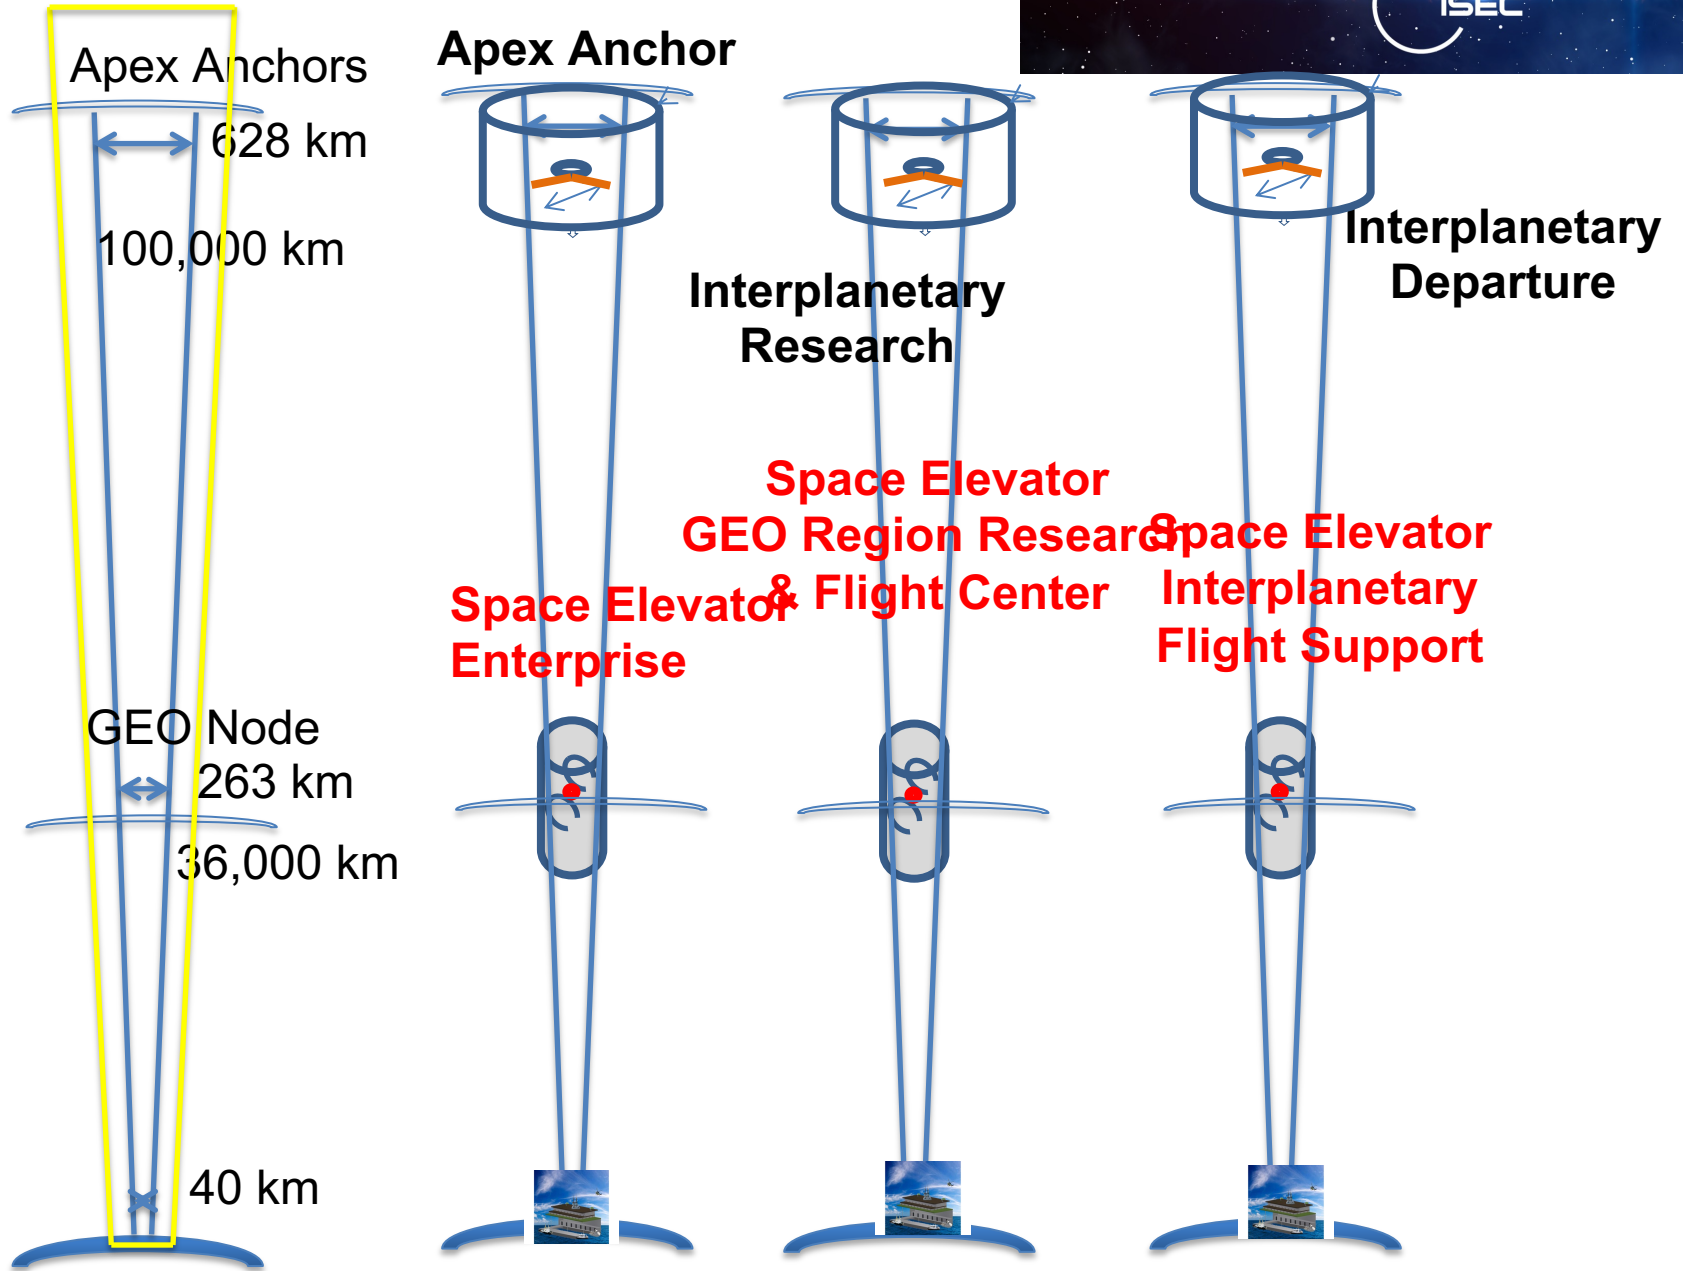 ISEC
Apex Anchors
628 km
100,000 km
GEO Node
263 km
36,000 km
40 km
Apex Anchor
Space Elevator
Enterprise
Interplanetary
Research
Space Elevator
GEO Region Research
& Flight Center
Interplanetary
Departure
Space Elevator
Interplanetary
Flight Support